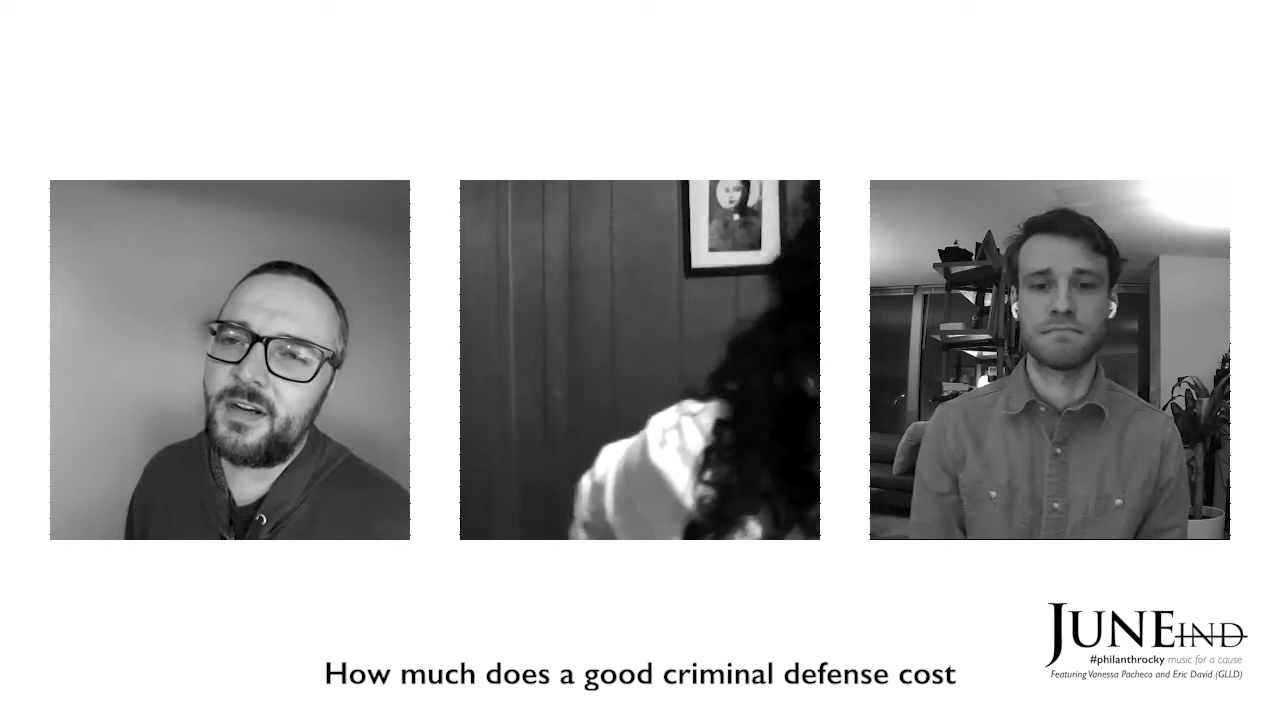 How much does a good criminal defense cost
JUNEIND
#philanthrocky music for a cause
Featuring Vanessa Pacheco and Eric David (GLLD)